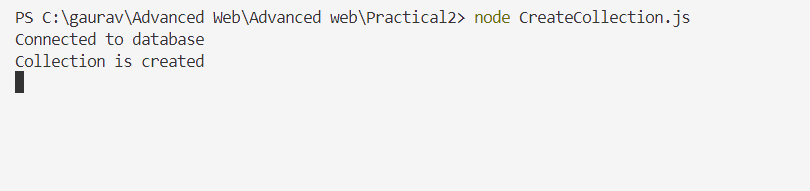 PS C:\gaurav\Advanced Web\Advanced web\Practical2> node CreateCollection.js
Connected to database
Collection is created